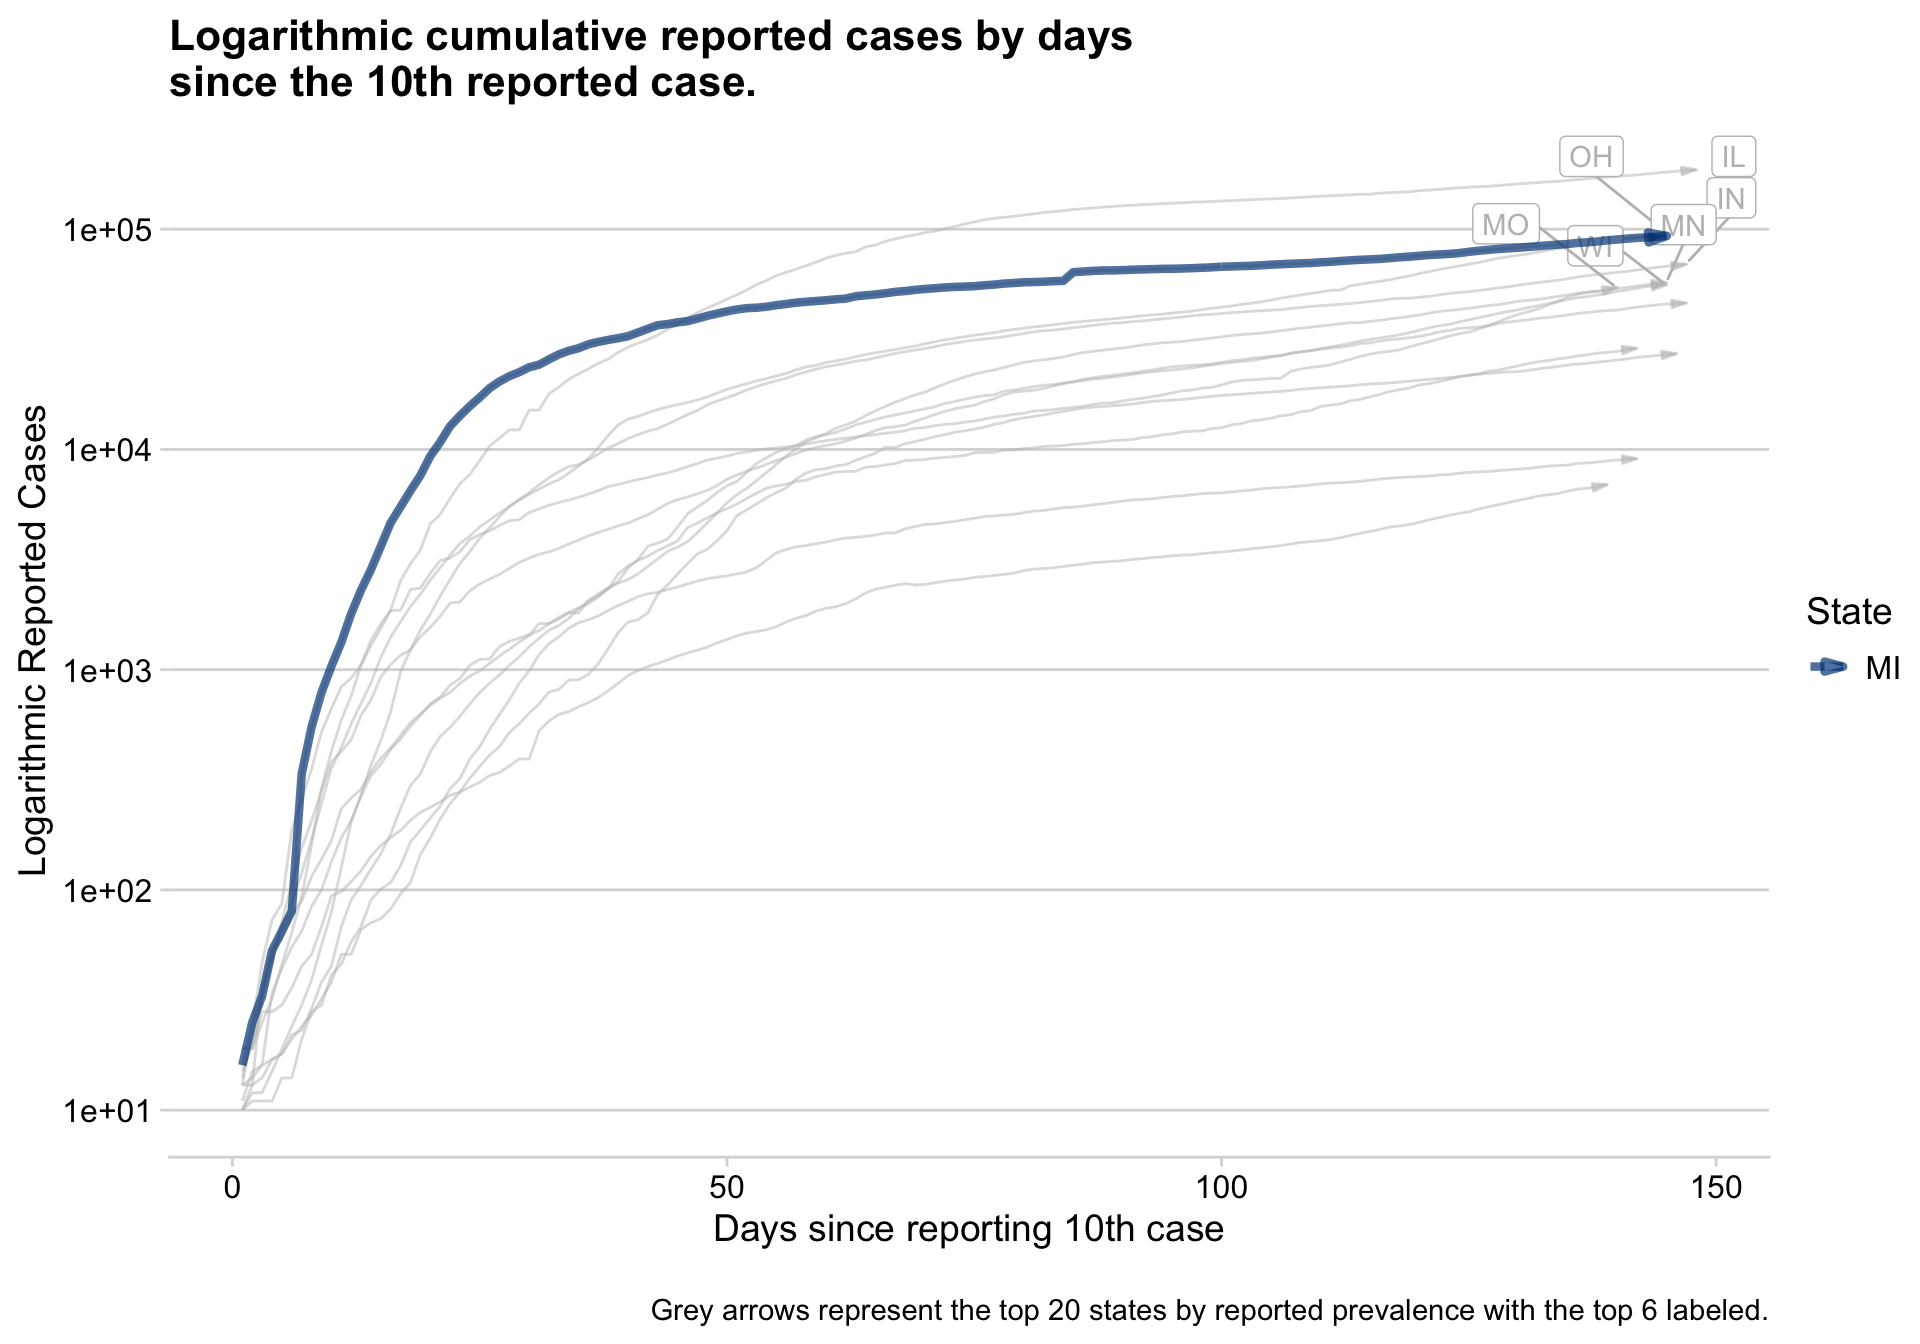 Logarithmic cumulative reported cases by days
since the 10th reported case.
OH
IL
IN
MO
MN
WI
1e+05
1e+04
1e+03
1e+02
1e+01
Logarithmic Reported Cases
State
MI
0
50
100
150
Days since reporting 10th case
Grey arrows represent the top 20 states by reported prevalence with the top 6 labeled.